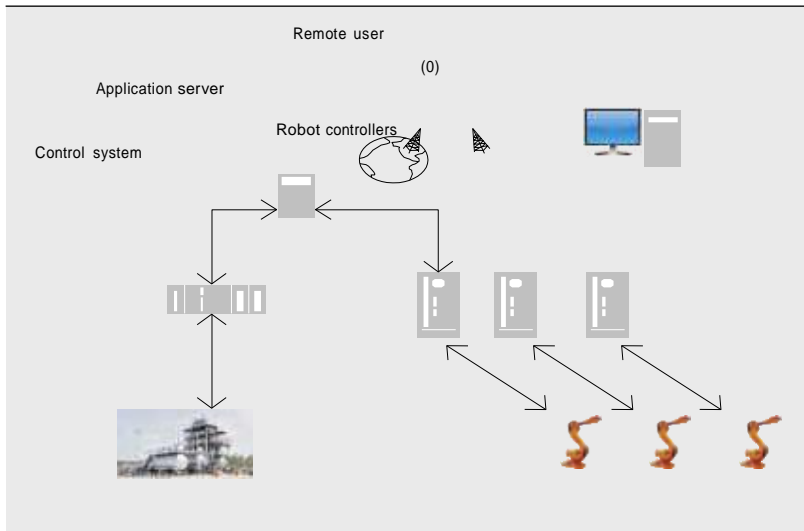 Remote user
(0)
Application server
Robot controllers
Control system